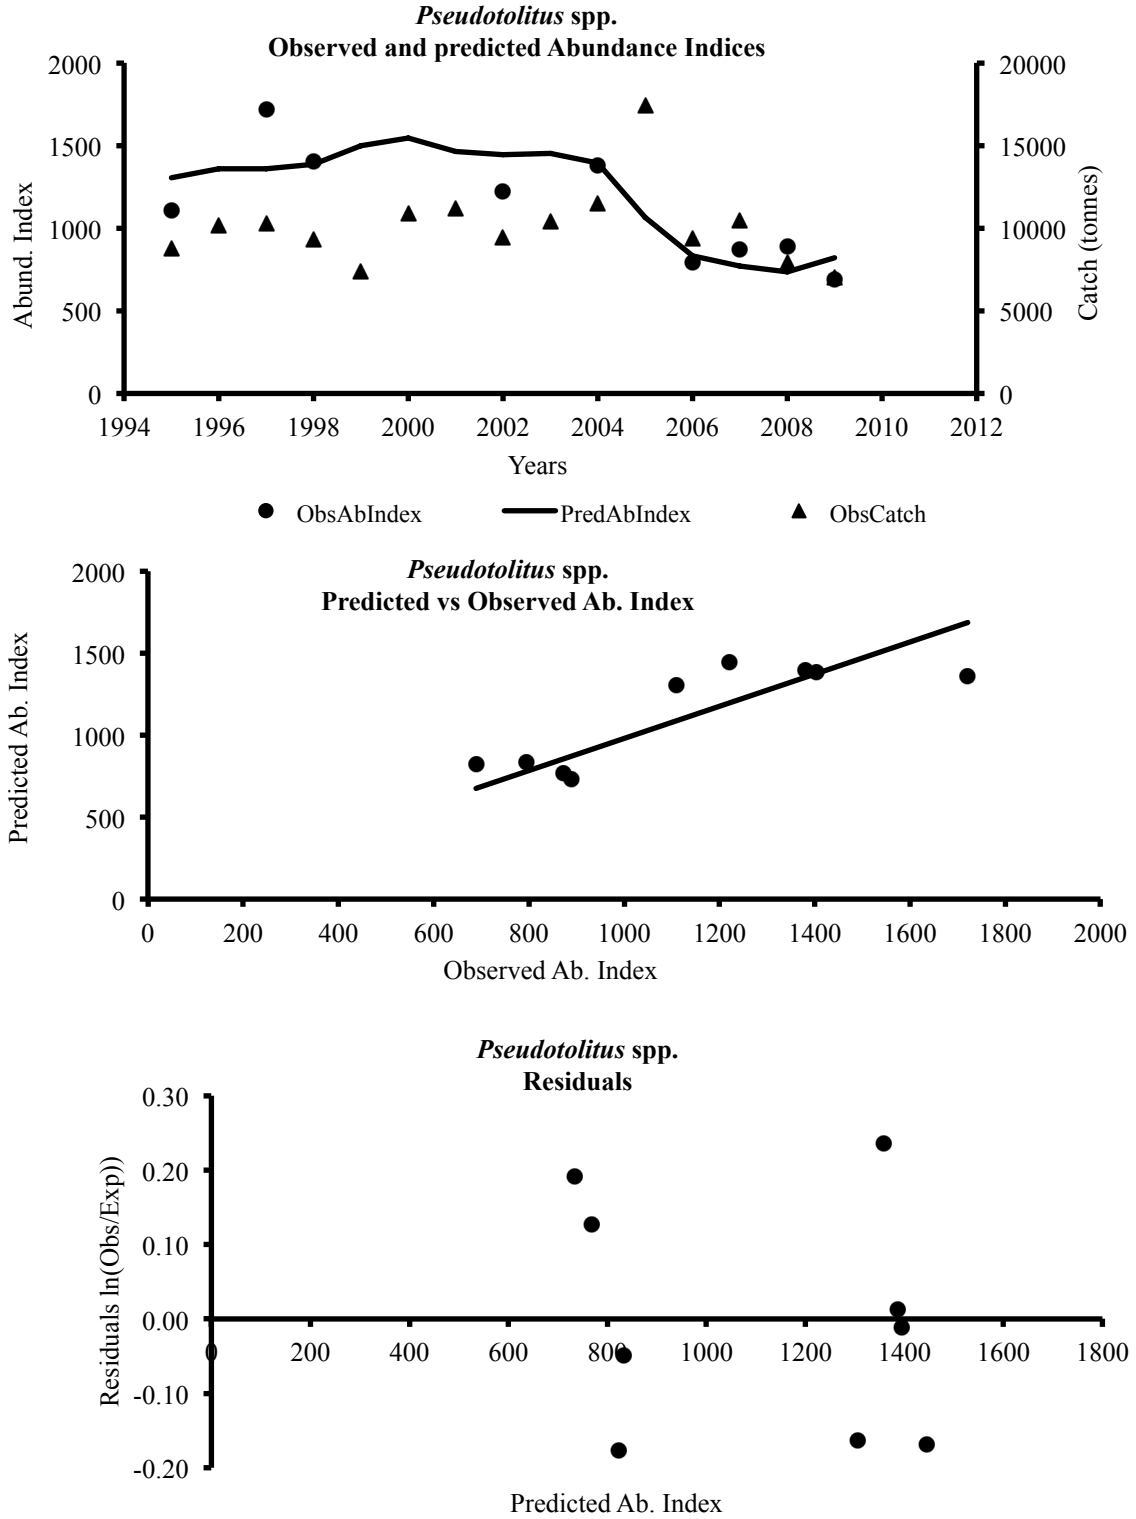 Pseudotolitus spp.
Observed and predicted Abundance Indices
2000 20000
1500 15000
1000 10000
500 5000
0 0
Abund. Index
Catch (tonnes)
1994 1996 1998 2000 2002 2004 2006 2008 2010 2012
Years
ObsAbIndex PredAbIndex ObsCatch
Pseudotolitus spp.
Predicted vs Observed Ab. Index
2000
1500
1000
500
0
Predicted Ab. Index
0 200 400 600 800 1000 1200 1400 1600 1800 2000
Observed Ab. Index
Pseudotolitus spp.
Residuals
0.30
0.20
0.10
0.00
-0.10
-0.20
Residuals ln(Obs/Exp))
0 200 400 600 800 1000 1200 1400 1600 1800
Predicted Ab. Index